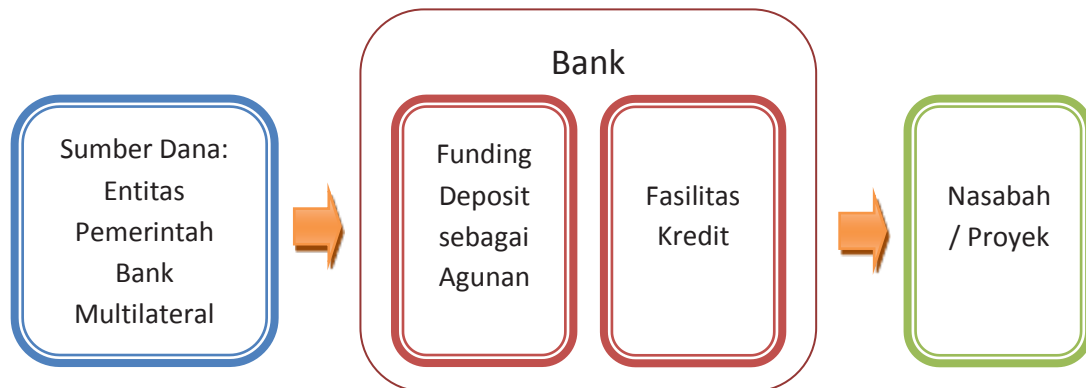 Sumber Dana:
Entitas
Pemerintah
Bank
Multilateral
Bank
Funding
Deposit
sebagai
Agunan
Fasilitas
Kredit
Nasabah
/ Proyek